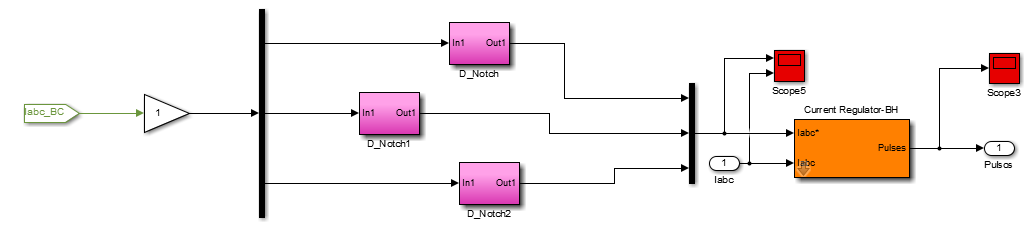 In1 Out1
D_Notch
Scope5
Scope3
Iabc_BC
1
In1 Out1
D_Notch1
Current Regulator-BH
Iabc*
Pulses
Iabc
1
Iabc
1
Pulses
In1 Out1
D_Notch2